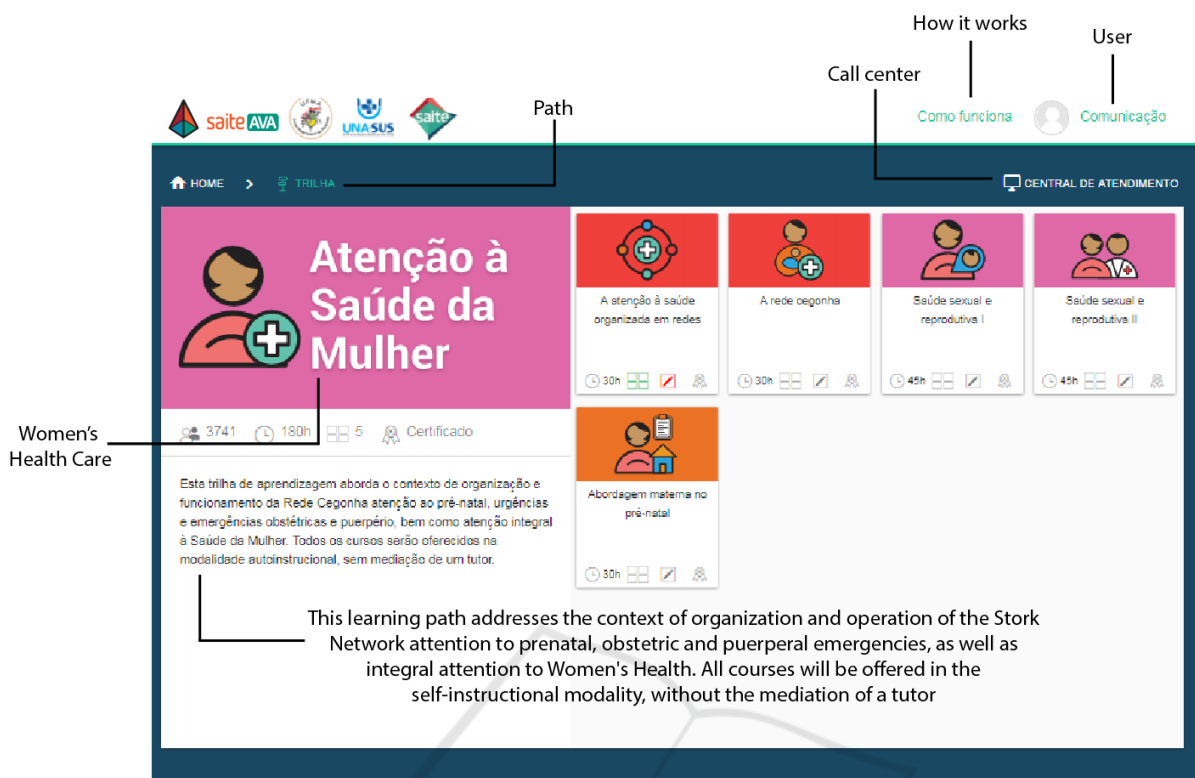 How it works
User
Call center
Path
saite AVA
UFMA
UNASUS
saite
Como funciona
Comunicação
HOME
TRILHA
CENTRAL DE ATENDIMENTO
Atenção à
Saúde da
Mulher
A atenção à saúde
organizada em redes
30h
A rede cegonha
30h
Saúde sexual e
reprodutiva I
45h
Saúde sexual e
reprodutiva II
45h
Women's
Health Care
3741 180h 5 Certificado
Esta trilha de aprendizagem aborda o contexto de organização e
funcionamento da Rede Cegonha atenção ao pré-natal, urgências
e emergências obstétricas e puerpério, bem como atenção integral
à Saúde da Mulher. Todos os cursos serão oferecidos na
modalidade autoinstrucional, sem mediação de um tutor.
Abordagem materna no
pré-natal
30h
This learning path addresses the context of organization and operation of the Stork
Network attention to prenatal, obstetric and puerperal emergencies, as well as
integral attention to Women's Health. All courses will be offered in the
self-instructional modality, without the mediation of a tutor